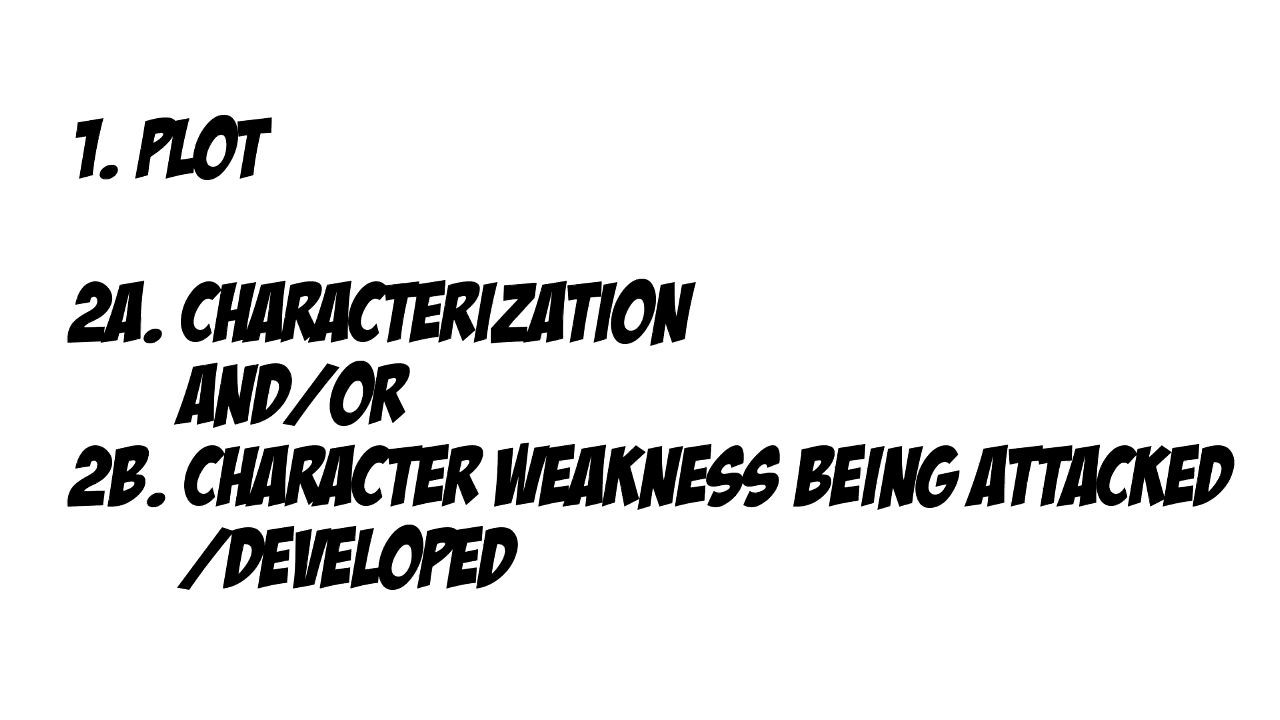 1. PLOT
2A. CHARACTERIZATION
AND/OR
2B. CHARACTER WEAKNESS BEING ATTACKED
/DEVELOPED